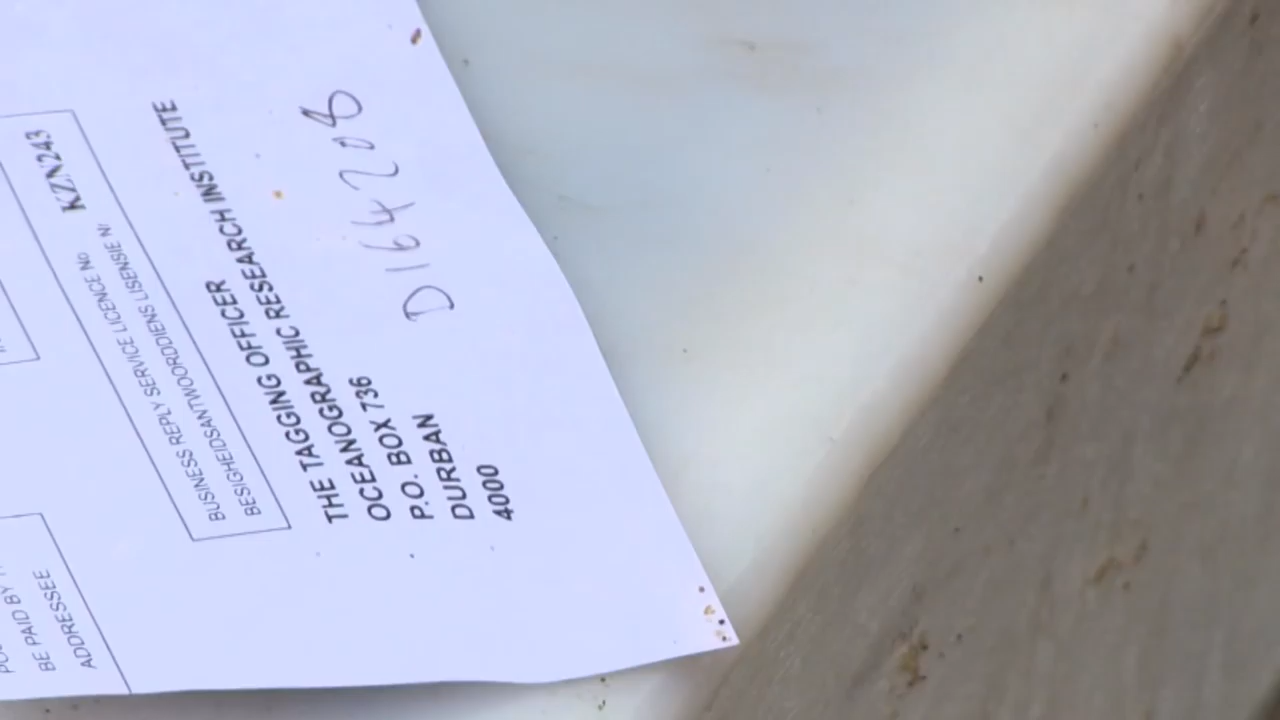 BE PAID BY
ADDRESSEE
BUSINESS REPLY SERVICE LICENCE No KZN243
BESIGHEIDSANTWOORDDIENS LISENSIE Nr
THE TAGGING OFFICER
OCEANOGRAPHIC RESEARCH INSTITUTE
P.O. BOX 736
DURBAN
4000
D164208